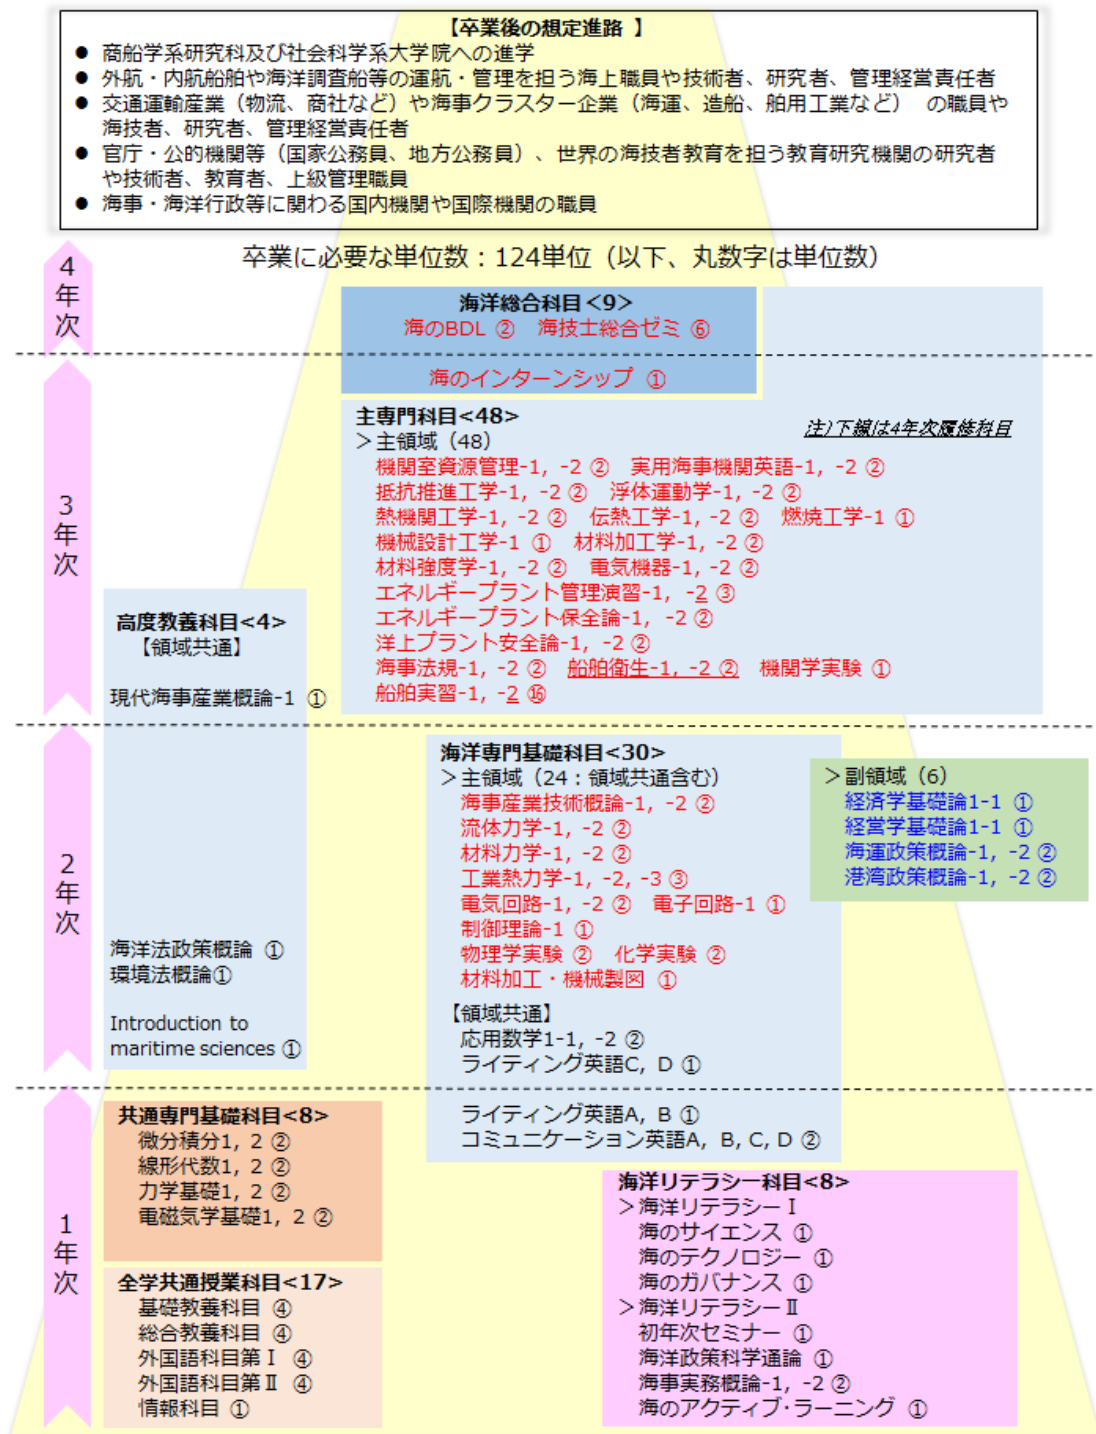 【卒業後の想定進路 】
● 商船学系研究科及び社会科学系大学院への進学
● 外航・内航船舶や海洋調査船等の運航・管理を担う海上職員や技術者、研究者、管理経営責任者
● 交通運輸産業（物流、商社など）や海事クラスター企業（海運、造船、舶用工業など） の職員や
海技者、研究者、管理経営責任者
● 官庁・公的機関等（国家公務員、地方公務員）、世界の海技者教育を担う教育研究機関の研究者
や技術者、教育者、上級管理職員
● 海事・海洋行政等に関わる国内機関や国際機関の職員
卒業に必要な単位数：124単位（以下、丸数字は単位数）
4年次
海洋総合科目<9>
海のBDL ② 海技士総合ゼミ ⑥
海のインターンシップ ①
3年次
主専門科目<48>
＞主領域（48）
注)下線は4年次履修科目
機関室資源管理-1, -2 ② 実用海事機関英語-1, -2 ②
抵抗推進工学-1, -2 ② 浮体運動学-1, -2 ②
熱機関工学-1, -2 ② 伝熱工学-1, -2 ② 燃焼工学-1 ①
機械設計工学-1 ① 材料加工学-1, -2 ②
材料強度学-1, -2 ② 電気機器-1, -2 ②
エネルギープラント管理演習-1, -2 ③
エネルギープラント保全論-1, -2 ②
洋上プラント安全論-1, -2 ②
海事法規-1, -2 ② 船舶衛生-1, -2 ② 機関学実験 ①
船舶実習-1, -2 ⑯
高度教養科目<4>
【領域共通】
現代海事産業概論-1 ①
2年次
海洋法政策概論 ①
環境法概論①
Introduction to
maritime sciences ①
海洋専門基礎科目<30>
＞主領域（24：領域共通含む）
海事産業技術概論-1, -2 ②
流体力学-1, -2 ②
材料力学-1, -2 ②
工業熱力学-1, -2, -3 ③
電気回路-1, -2 ② 電子回路-1 ①
制御理論-1 ①
物理学実験 ② 化学実験 ②
材料加工・機械製図 ①
【領域共通】
応用数学1-1, -2 ②
ライティング英語C, D ①
ライティング英語A, B ①
コミュニケーション英語A, B, C, D ②
＞副領域（6）
経済学基礎論1-1 ①
経営学基礎論1-1 ①
海運政策概論-1, -2 ②
港湾政策概論-1, -2 ②
1年次
共通専門基礎科目<8>
微分積分1, 2 ②
線形代数1, 2 ②
力学基礎1, 2 ②
電磁気学基礎1, 2 ②
全学共通授業科目<17>
基礎教養科目 ④
総合教養科目 ④
外国語科目第Ⅰ ④
外国語科目第Ⅱ ④
情報科目 ①
海洋リテラシー科目<8>
＞海洋リテラシーⅠ
海のサイエンス ①
海のテクノロジー ①
海のガバナンス ①
＞海洋リテラシーⅡ
初年次セミナー ①
海洋政策科学通論 ①
海事実務概論-1, -2 ②
海のアクティブ・ラーニング ①